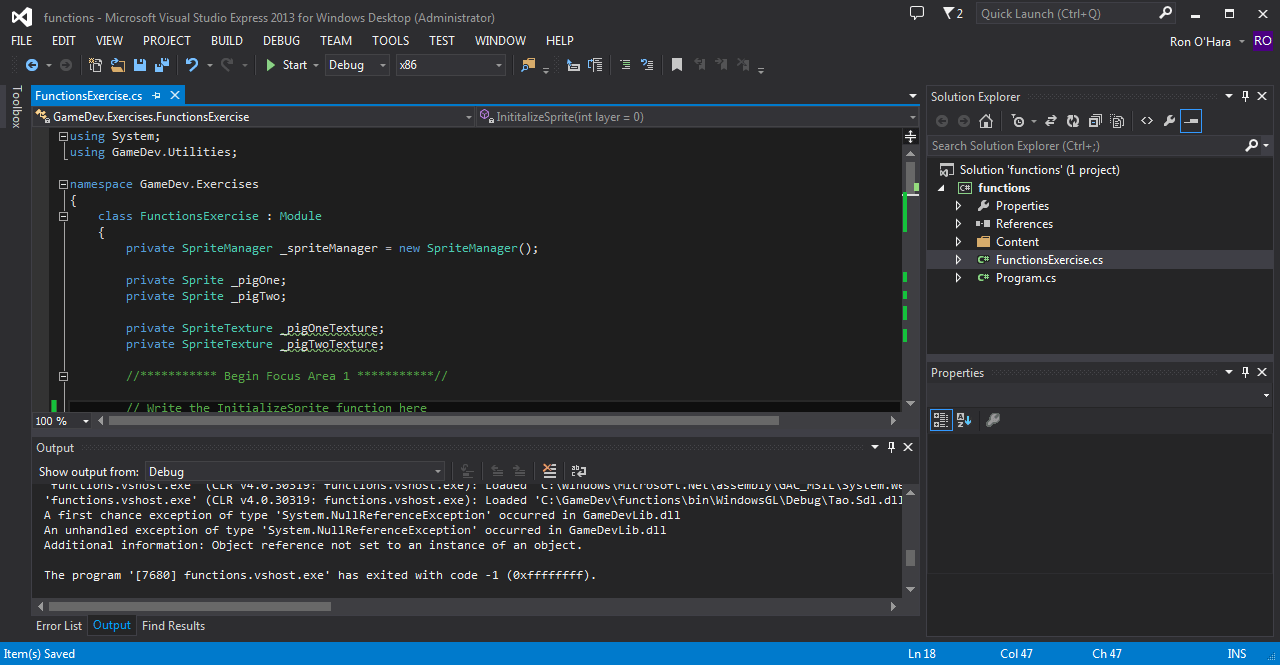 functions - Microsoft Visual Studio Express 2013 for Windows Desktop (Administrator)
2
Quick Launch (Ctrl+Q)
FILE EDIT VIEW PROJECT BUILD DEBUG TEAM TOOLS TEST WINDOW HELP
Ron O'Hara RO
Start Debug x86
Toolbox
FunctionsExercise.cs
GameDev.Exercises.FunctionsExercise
InititalizeSprite(int layer = 0)
using System;
using GameDev.Utilities;
namespace GameDev.Exercises
{
class FunctionsExercise : Module
{
private SpriteManager _spriteManager = new SpriteManager();
private Sprite _pigOne;
private Sprite _pigTwo;
private SpriteTexture _pigOneTexture;
private SpriteTexture _pigTwoTexture;
//*********** Begin Focus Area 1 ***********//
// Write the InitializeSprite function here
100 %
Output
Show output from: Debug
'functions.vshost.exe' (CLR v4.0.30319: functions.vshost.exe): Loaded 'C:\Windows\Microsoft.Net\assembly\GAC_MSIL\System.We
'functions.vshost.exe' (CLR v4.0.30319: functions.vshost.exe): Loaded 'C:\GameDev\functions\bin\WindowsGL\Debug\Tao.Sdl.dll
A first chance exception of type 'System.NullReferenceException' occurred in GameDevLib.dll
An unhandled exception of type 'System.NullReferenceException' occurred in GameDevLib.dll
Additional information: Object reference not set to an instance of an object.
The program '[7680] functions.vshost.exe' has exited with code -1 (0xffffffff).
Error List Output Find Results
Solution Explorer
Search Solution Explorer (Ctrl+;)
Solution 'functions' (1 project)
functions
Properties
References
Content
FunctionsExercise.cs
Program.cs
Properties
Item(s) Saved
Ln 18 Col 47 Ch 47 INS